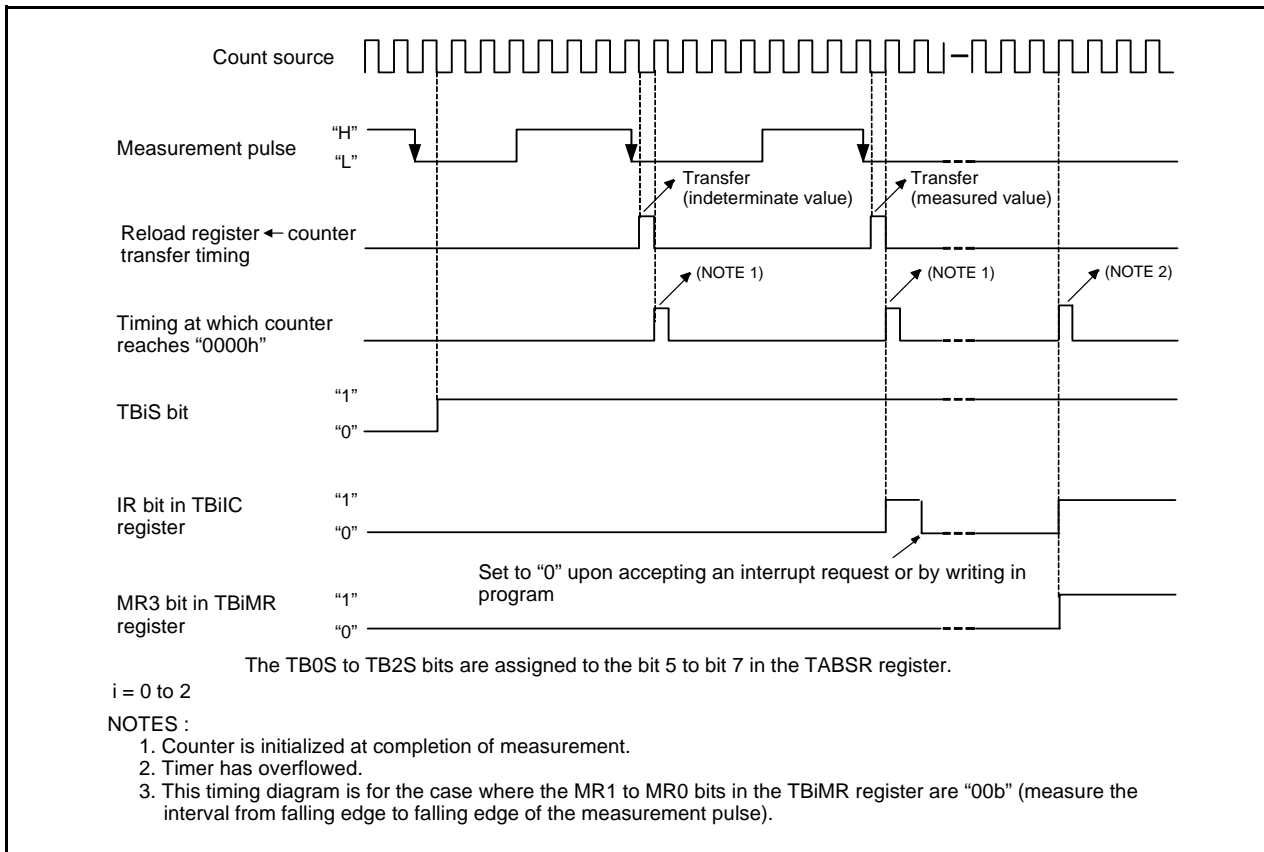 Count source
Measurement pulse
“H”
“L”
Transfer
(indeterminate value)
Transfer
(measured value)
Reload register ← counter
transfer timing
(NOTE 1)
(NOTE 1)
(NOTE 2)
Timing at which counter
reaches “0000h”
TBiS bit
“1”
“0”
IR bit in TBiIC
register
“1”
“0”
Set to “0” upon accepting an interrupt request or by writing in
program
MR3 bit in TBiMR
register
“1”
“0”
The TB0S to TB2S bits are assigned to the bit 5 to bit 7 in the TABSR register.
i = 0 to 2
NOTES :
1. Counter is initialized at completion of measurement.
2. Timer has overflowed.
3. This timing diagram is for the case where the MR1 to MR0 bits in the TBiMR register are “00b” (measure the
interval from falling edge to falling edge of the measurement pulse).